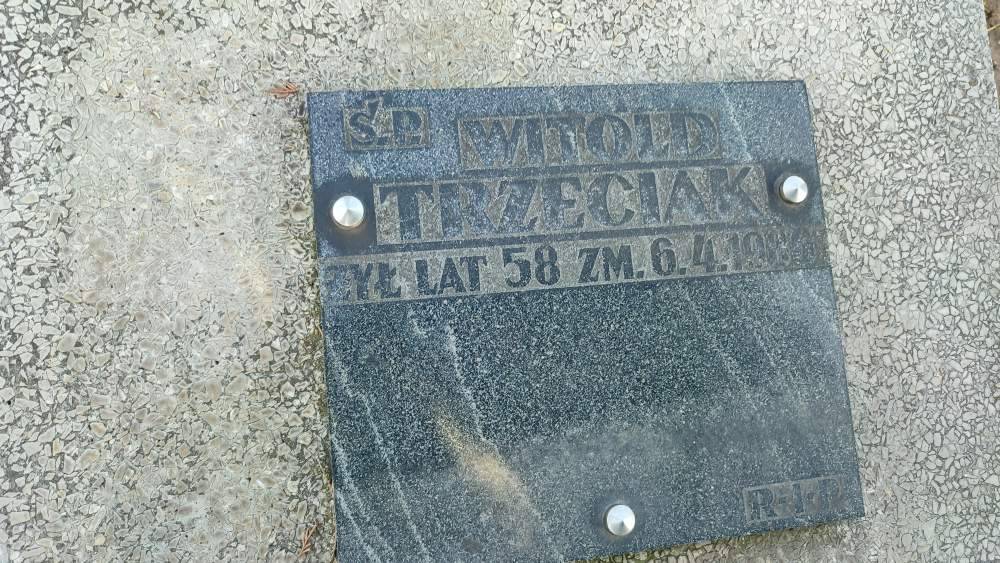 Ś.P. WITOLD
TRZECIAK
ŻYŁ LAT 58 ZM. 6.4.
R.I.P.